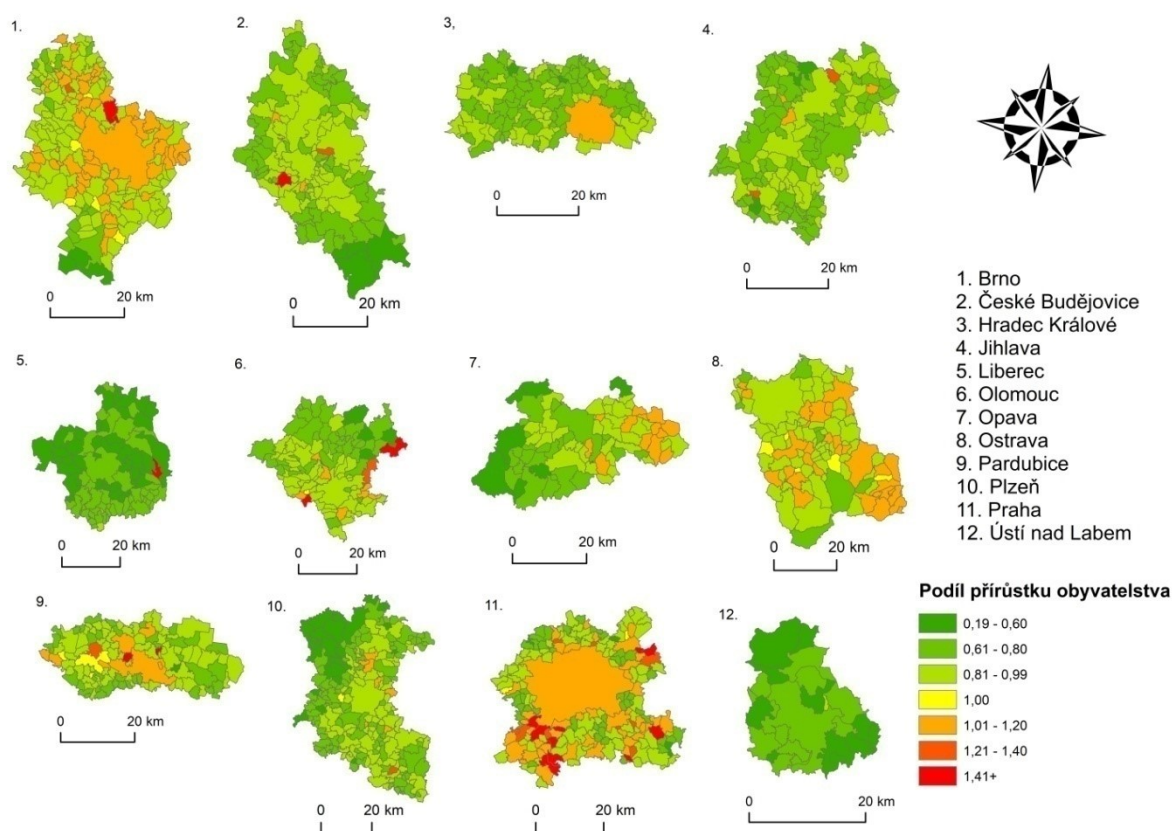 1.
2.
3,
4.
0 20 km
0 20 km
0 20 km
0 20 km
1. Brno
2. České Budějovice
3. Hradec Králové
4. Jihlava
5. Liberec
6. Olomouc
7. Opava
8. Ostrava
9. Pardubice
10. Plzeň
11. Praha
12. Ústí nad Labem
5.
6.
7.
8.
0 20 km
0 20 km
0 20 km
0 20 km
9.
10.
11.
12.
0 20 km
0 20 km
0 20 km
0 20 km
Podíl přírůstku obyvatelstva
0,19 - 0,60
0,61 - 0,80
0,81 - 0,99
1,00
1,01 - 1,20
1,21 - 1,40
1,41+